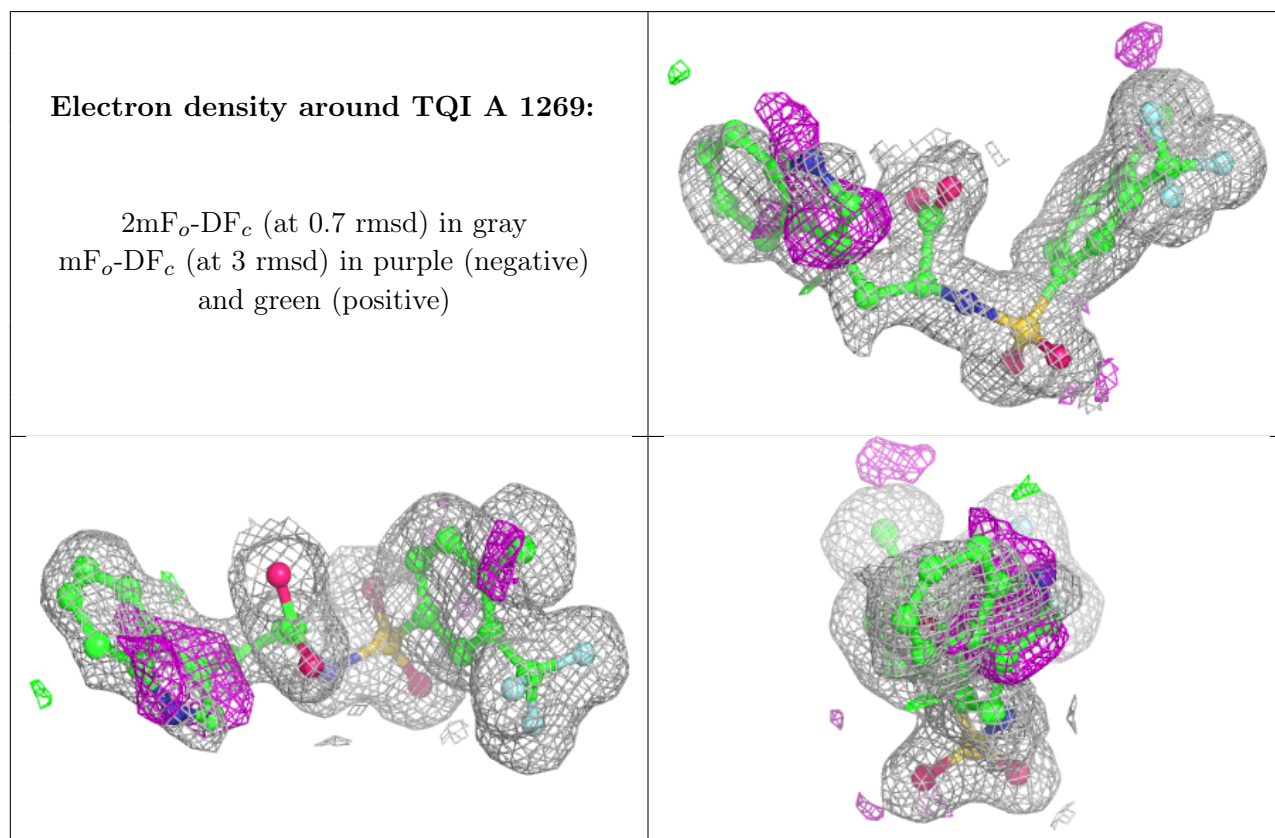 Electron density around TQI A 1269:
2mFo-DFc (at 0.7 rmsd) in gray
mFo-DFc (at 3 rmsd) in purple (negative)
and green (positive)